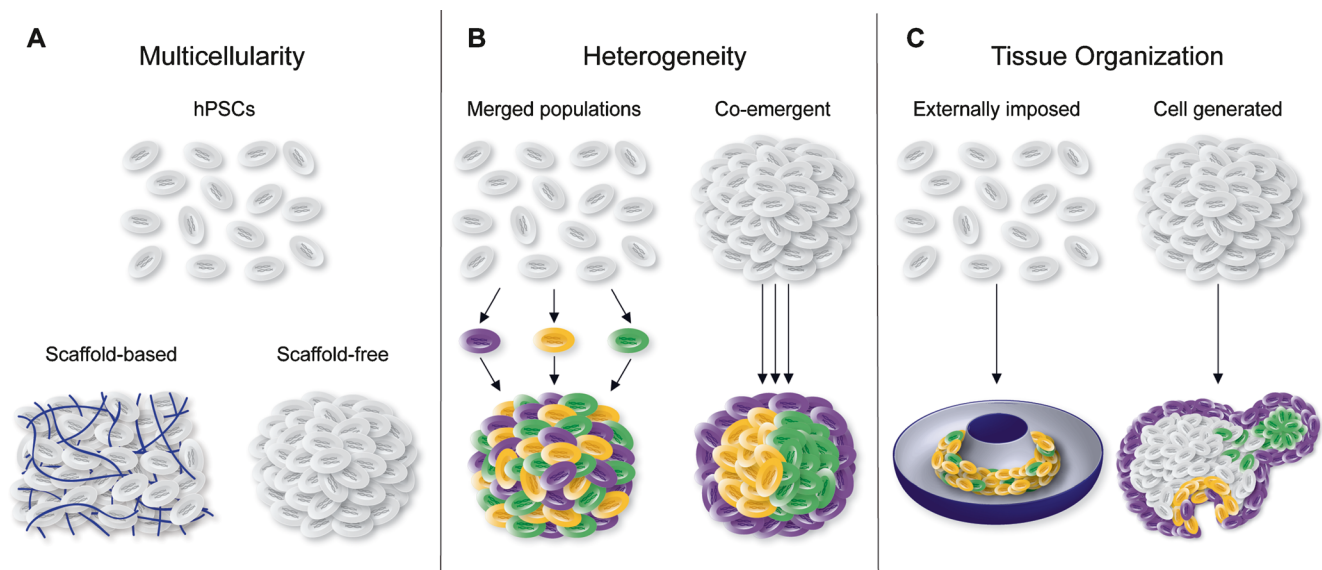 A
Multicellularity
hPSCs
Scaffold-based
Scaffold-free
B
Heterogeneity
Merged populations
Co-emergent
C
Tissue Organization
Externally imposed
Cell generated